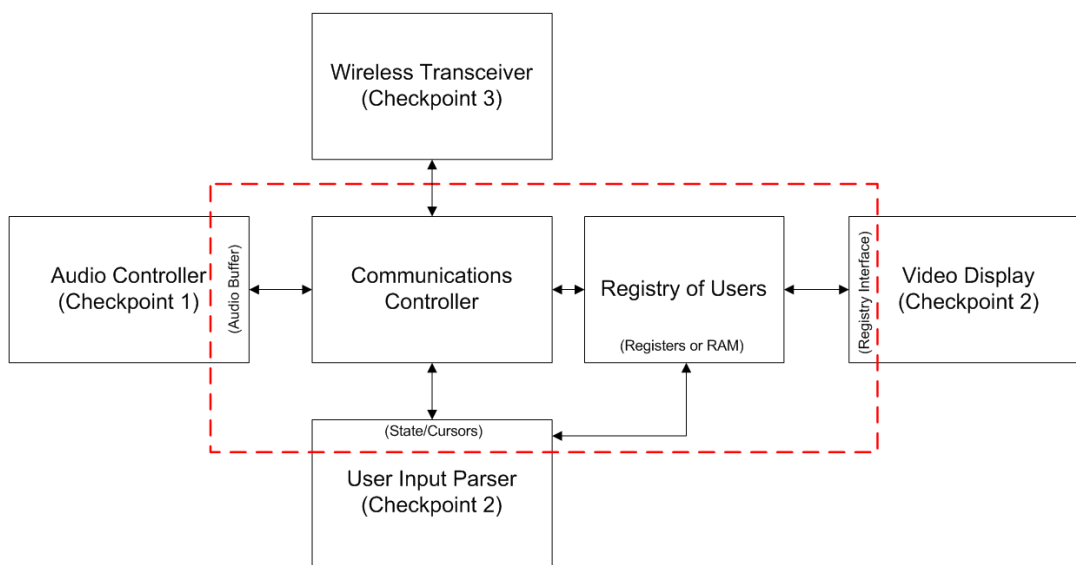 Wireless Transceiver
(Checkpoint 3)
Audio Controller
(Checkpoint 1)
(Audio Buffer)
Communications
Controller
Registry of Users
(Registers or RAM)
(Registry Interface)
Video Display
(Checkpoint 2)
(State/Cursors)
User Input Parser
(Checkpoint 2)